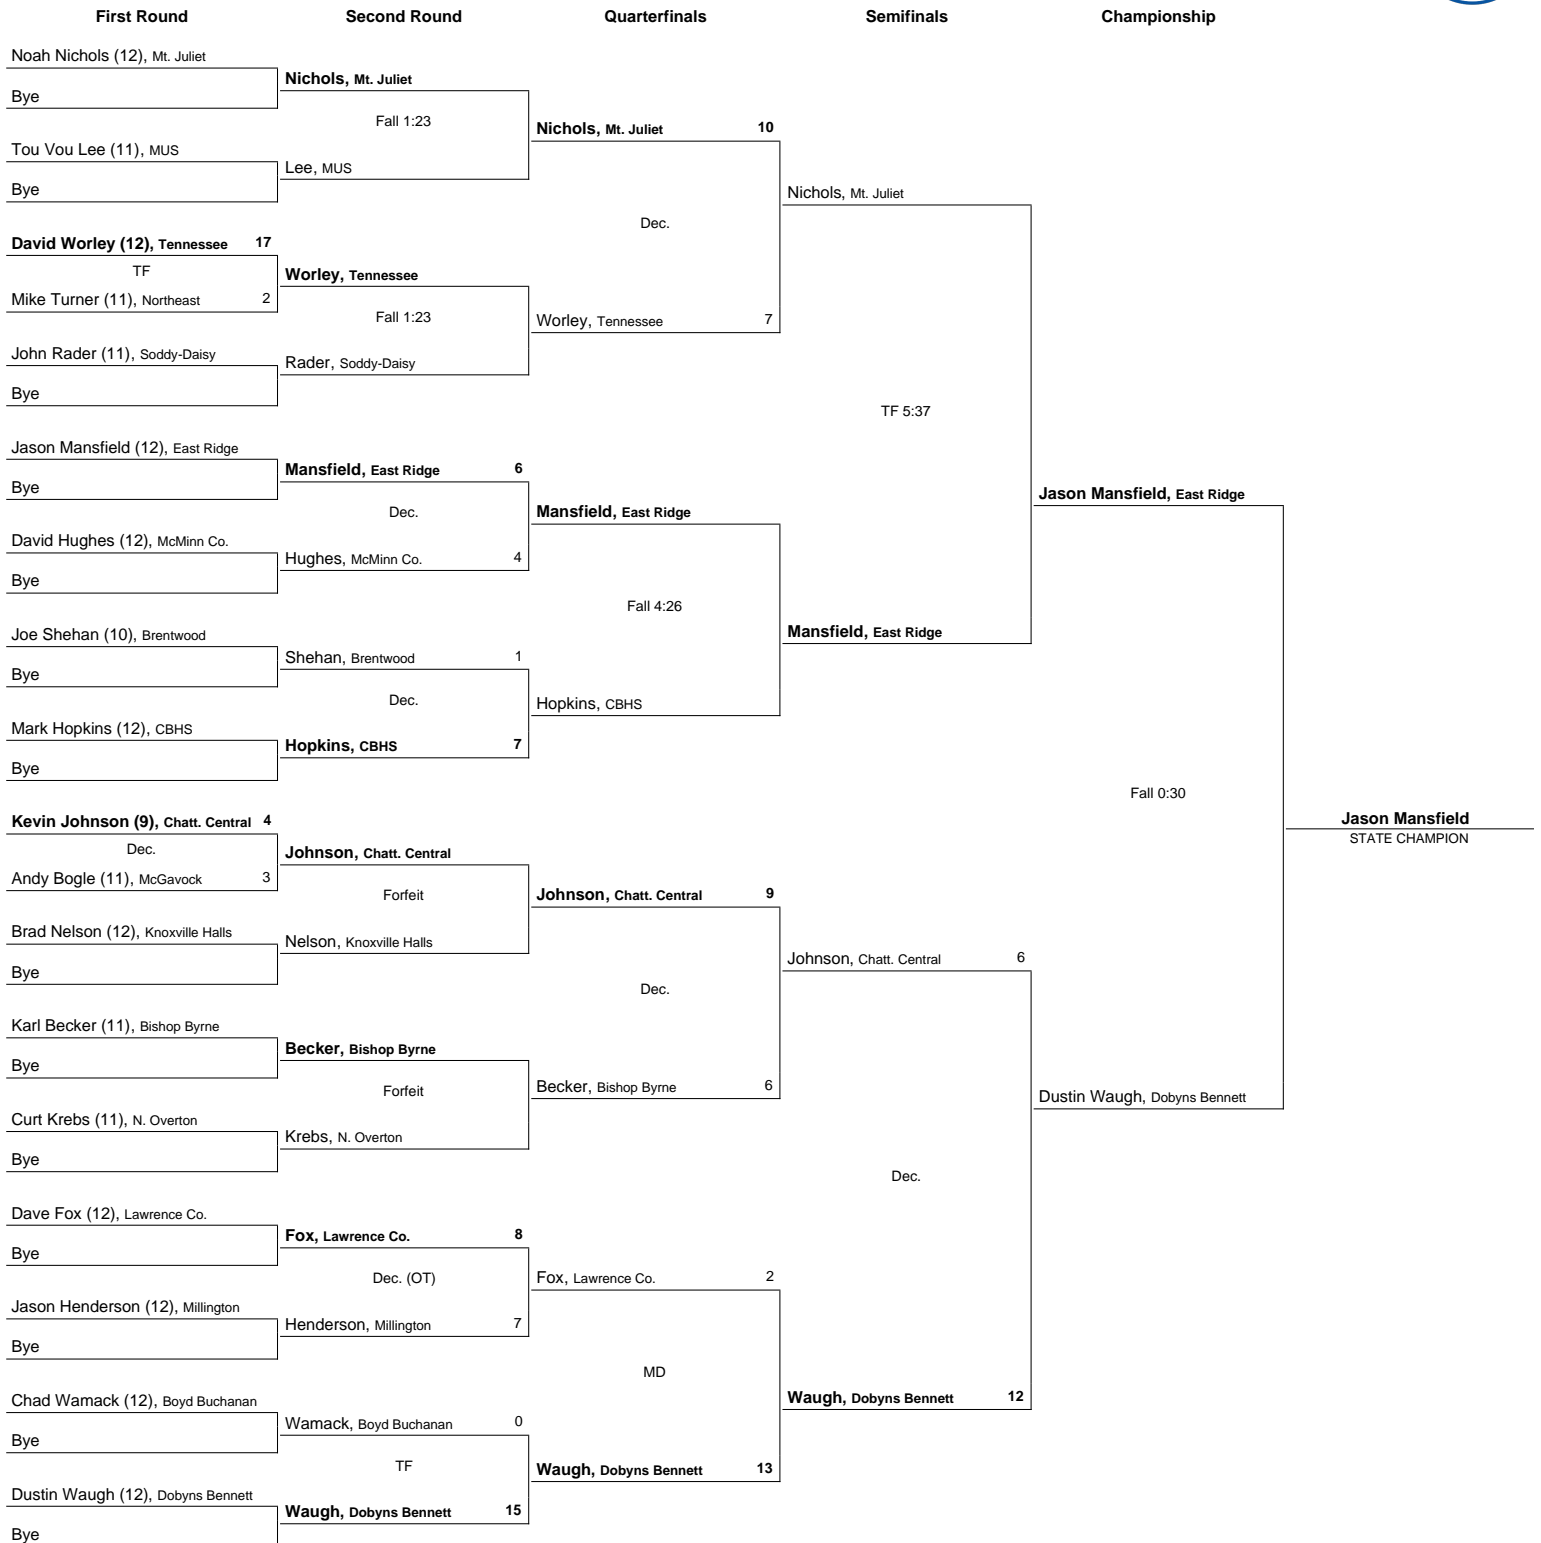 First Round Second Round Quarterfinals Semifinals Championship
Noah Nichols (12), Mt. Juliet
Bye
Tou Vou Lee (11), MUS
Bye
David Worley (12), Tennessee 17
TF
Mike Turner (11), Northeast 2
John Rader (11), Soddy-Daisy
Bye
Jason Mansfield (12), East Ridge
Bye
David Hughes (12), McMinn Co.
Bye
Joe Shehan (10), Brentwood
Bye
Mark Hopkins (12), CBHS
Bye
Kevin Johnson (9), Chatt. Central 4
Dec.
Andy Bogle (11), McGavock 3
Brad Nelson (12), Knoxville Halls
Bye
Karl Becker (11), Bishop Byrne
Bye
Curt Krebs (11), N. Overton
Bye
Dave Fox (12), Lawrence Co.
Bye
Jason Henderson (12), Millington
Bye
Chad Wamack (12), Boyd Buchanan
Bye
Dustin Waugh (12), Dobyns Bennett
Bye
Nichols, Mt. Juliet
Fall 1:23
Lee, MUS
Worley, Tennessee
Fall 1:23
Rader, Soddy-Daisy
Mansfield, East Ridge 6
Dec.
Hughes, McMinn Co. 4
Shehan, Brentwood 1
Dec.
Hopkins, CBHS 7
Johnson, Chatt. Central
Forfeit
Nelson, Knoxville Halls
Becker, Bishop Byrne
Forfeit
Krebs, N. Overton
Fox, Lawrence Co. 8
Dec. (OT)
Henderson, Millington 7
Wamack, Boyd Buchanan 0
TF
Waugh, Dobyns Bennett 15
Nichols, Mt. Juliet 10
Dec.
Worley, Tennessee 7
Mansfield, East Ridge
Fall 4:26
Hopkins, CBHS
Johnson, Chatt. Central 9
Dec.
Becker, Bishop Byrne 6
Fox, Lawrence Co. 2
MD
Waugh, Dobyns Bennett 13
Nichols, Mt. Juliet
TF 5:37
Mansfield, East Ridge
Johnson, Chatt. Central 6
Dec.
Waugh, Dobyns Bennett 12
Jason Mansfield, East Ridge
Fall 0:30
Dustin Waugh, Dobyns Bennett
Jason Mansfield
STATE CHAMPION